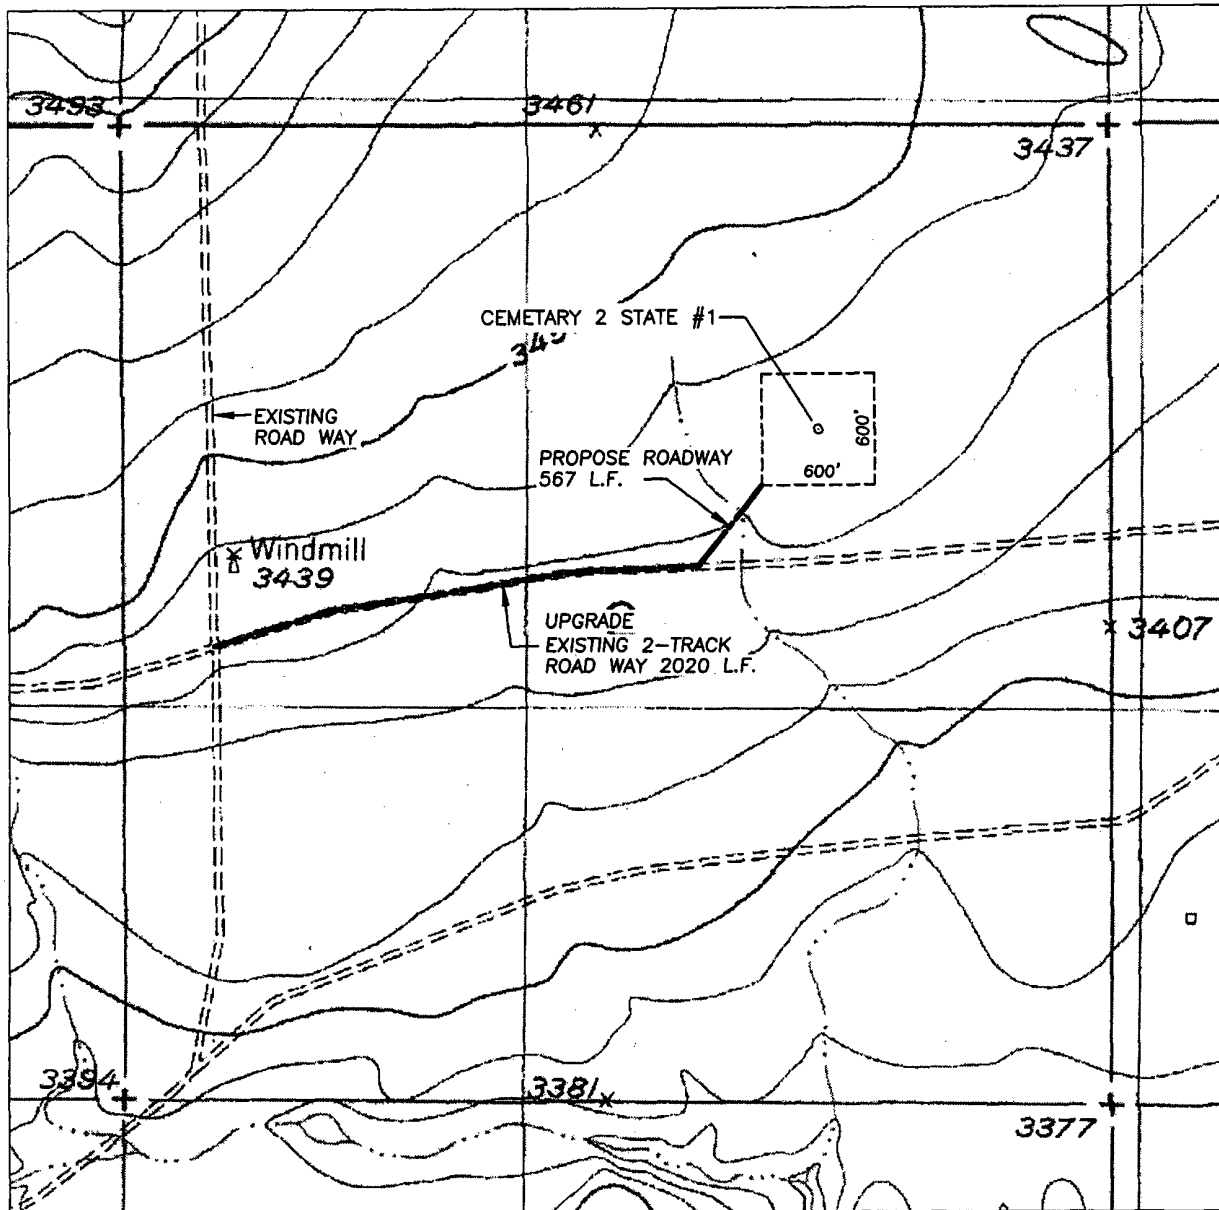 3493
3461
3437
CEMETARY 2 STATE #1
EXISTING
ROAD WAY
600'
600'
PROPOSE ROADWAY
567 L.F.
Windmill
3439
UPGRADE
EXISTING 2-TRACK
ROAD WAY 2020 L.F.
3407
3394
3381
3377